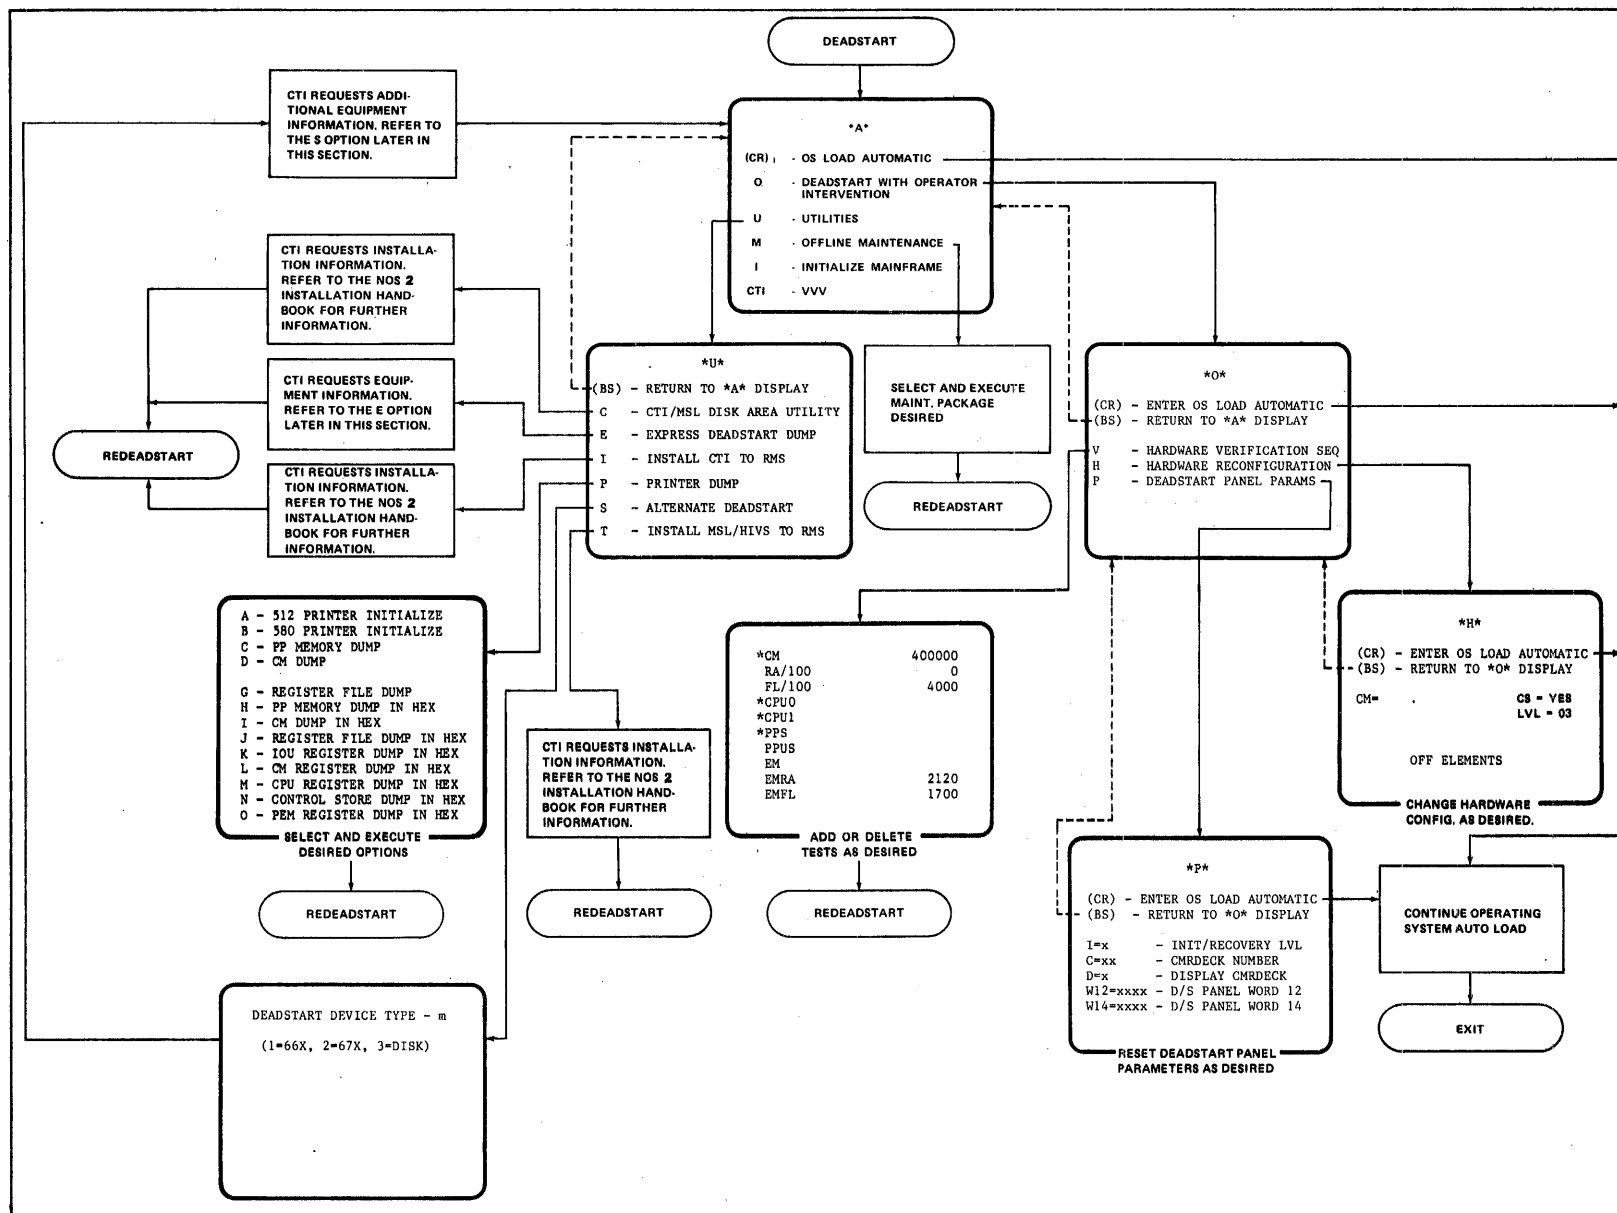 DEADSTART
CTI REQUESTS ADDI-
TIONAL EQUIPMENT
INFORMATION. REFER TO
THE S OPTION LATER IN
THIS SECTION.
*A*
(CR) - OS LOAD AUTOMATIC
O - DEADSTART WITH OPERATOR
INTERVENTION
U - UTILITIES
M - OFFLINE MAINTENANCE
I - INITIALIZE MAINFRAME
CTI - VVV
CTI REQUESTS INSTALLA-
TION INFORMATION.
REFER TO THE NOS 2
INSTALLATION HAND-
BOOK FOR FURTHER
INFORMATION.
CTI REQUESTS EQUIP-
MENT INFORMATION.
REFER TO THE E OPTION
LATER IN THIS SECTION.
REDEADSTART
CTI REQUESTS INSTALLA-
TION INFORMATION.
REFER TO THE NOS 2
INSTALLATION HAND-
BOOK FOR FURTHER
INFORMATION.
*U*
(BS) - RETURN TO *A* DISPLAY
C - CTI/MSL DISK AREA UTILITY
E - EXPRESS DEADSTART DUMP
I - INSTALL CTI TO RMS
P - PRINTER DUMP
S - ALTERNATE DEADSTART
T - INSTALL MSL/HIVS TO RMS
SELECT AND EXECUTE
MAINT. PACKAGE
DESIRED
REDEADSTART
*O*
(CR) - ENTER OS LOAD AUTOMATIC
(BS) - RETURN TO *A* DISPLAY
V - HARDWARE VERIFICATION SEQ
H - HARDWARE RECONFIGURATION
P - DEADSTART PANEL PARAMS
A - 512 PRINTER INITIALIZE
B - 580 PRINTER INITIALIZE
C - PP MEMORY DUMP
D - CM DUMP
G - REGISTER FILE DUMP
H - PP MEMORY DUMP IN HEX
I - CM DUMP IN HEX
J - REGISTER FILE DUMP IN HEX
K - IOU REGISTER DUMP IN HEX
L - CM REGISTER DUMP IN HEX
M - CPU REGISTER DUMP IN HEX
N - CONTROL STORE DUMP IN HEX
O - PEM REGISTER DUMP IN HEX
SELECT AND EXECUTE
DESIRED OPTIONS
REDEADSTART
CTI REQUESTS INSTALLA-
TION INFORMATION.
REFER TO THE NOS 2
INSTALLATION HAND-
BOOK FOR FURTHER
INFORMATION.
REDEADSTART
*CM 400000
RA/100 0
FL/100 4000
*CPU0
*CPU1
*PPS
PPUS
EM
EMRA 2120
EMFL 1700
ADD OR DELETE
TESTS AS DESIRED
REDEADSTART
*H*
(CR) - ENTER OS LOAD AUTOMATIC
(BS) - RETURN TO *O* DISPLAY
CM= . CS = YES
LVL = 03
OFF ELEMENTS
CHANGE HARDWARE
CONFIG. AS DESIRED.
*P*
(CR) - ENTER OS LOAD AUTOMATIC
(BS) - RETURN TO *O* DISPLAY
I=x - INIT/RECOVERY LVL
C=xx - CMRDECK NUMBER
D=x - DISPLAY CMRDECK
W12=xxxx - D/S PANEL WORD 12
W14=xxxx - D/S PANEL WORD 14
RESET DEADSTART PANEL
PARAMETERS AS DESIRED
CONTINUE OPERATING
SYSTEM AUTO LOAD
EXIT
DEADSTART DEVICE TYPE - m
(1=66X, 2=67X, 3=DISK)